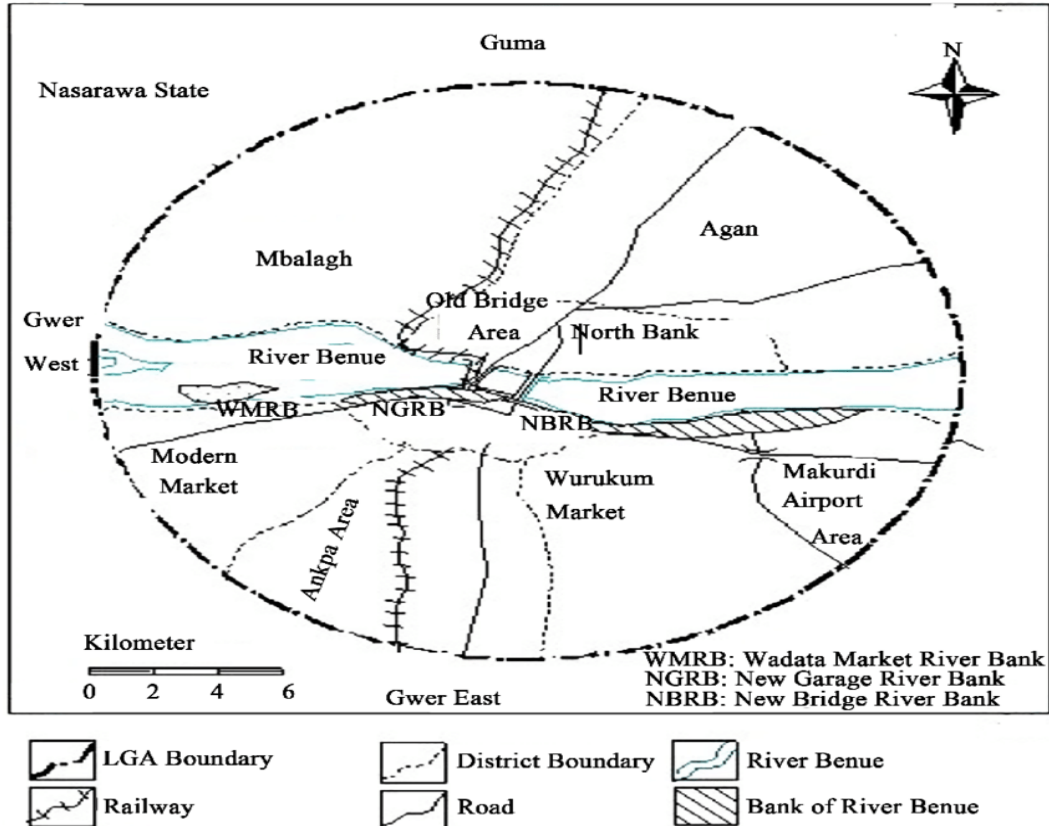 Guma
N
Nasarawa State
Agan
Mbalagh
Old Bridge
Area
Gwer
North Bank
West
River Benue
River Benue
WMRB
NGRB
NBRB
Modern
Market
Wurukum
Market
Makurdi
Airport
Area
Ankpa Area
Kilometer
0 2 4 6
Gwer East
WMRB: Wadata Market River Bank
NGRB: New Garage River Bank
NBRB: New Bridge River Bank
LGA Boundary
District Boundary
River Benue
Railway
Road
Bank of River Benue